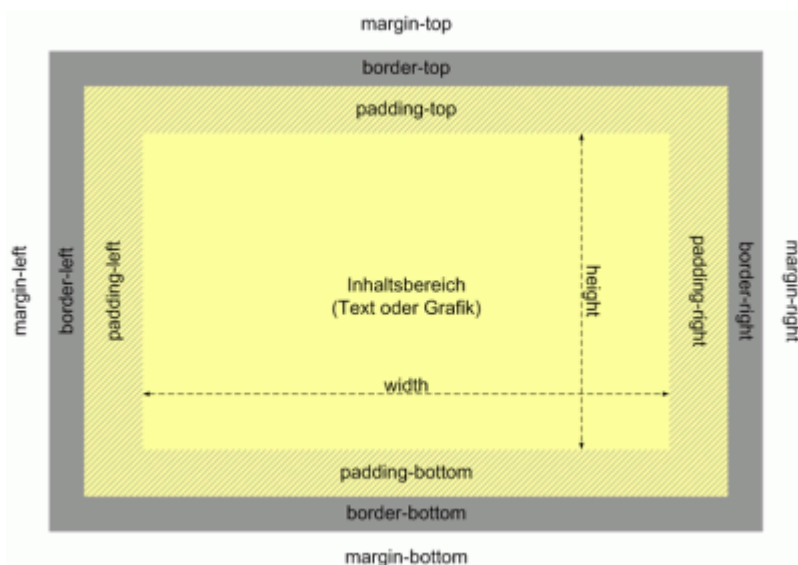 margin-top
border-top
padding-top
margin-left
border-left
padding-left
Inhaltsbereich
(Text oder Grafik)
height
padding-right
border-right
margin-right
width
padding-bottom
border-bottom
margin-bottom